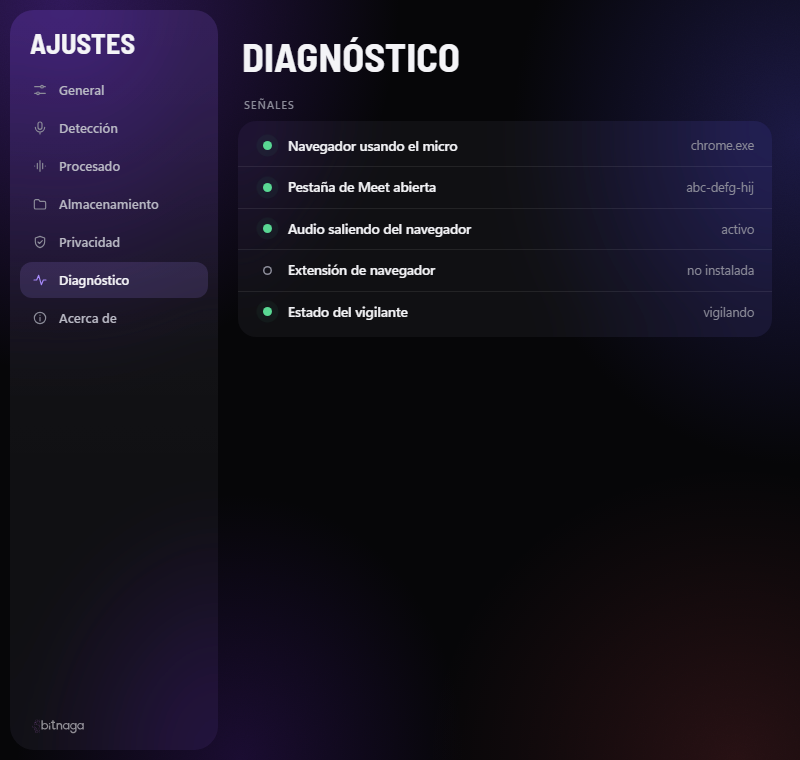 AJUSTES
General
Detección
Procesado
Almacenamiento
Privacidad
Diagnóstico
Acerca de
bitnaga
DIAGNÓSTICO
SEÑALES
Navegador usando el micro chrome.exe
Pestaña de Meet abierta abc-defg-hij
Audio saliendo del navegador activo
Extensión de navegador no instalada
Estado del vigilante vigilando